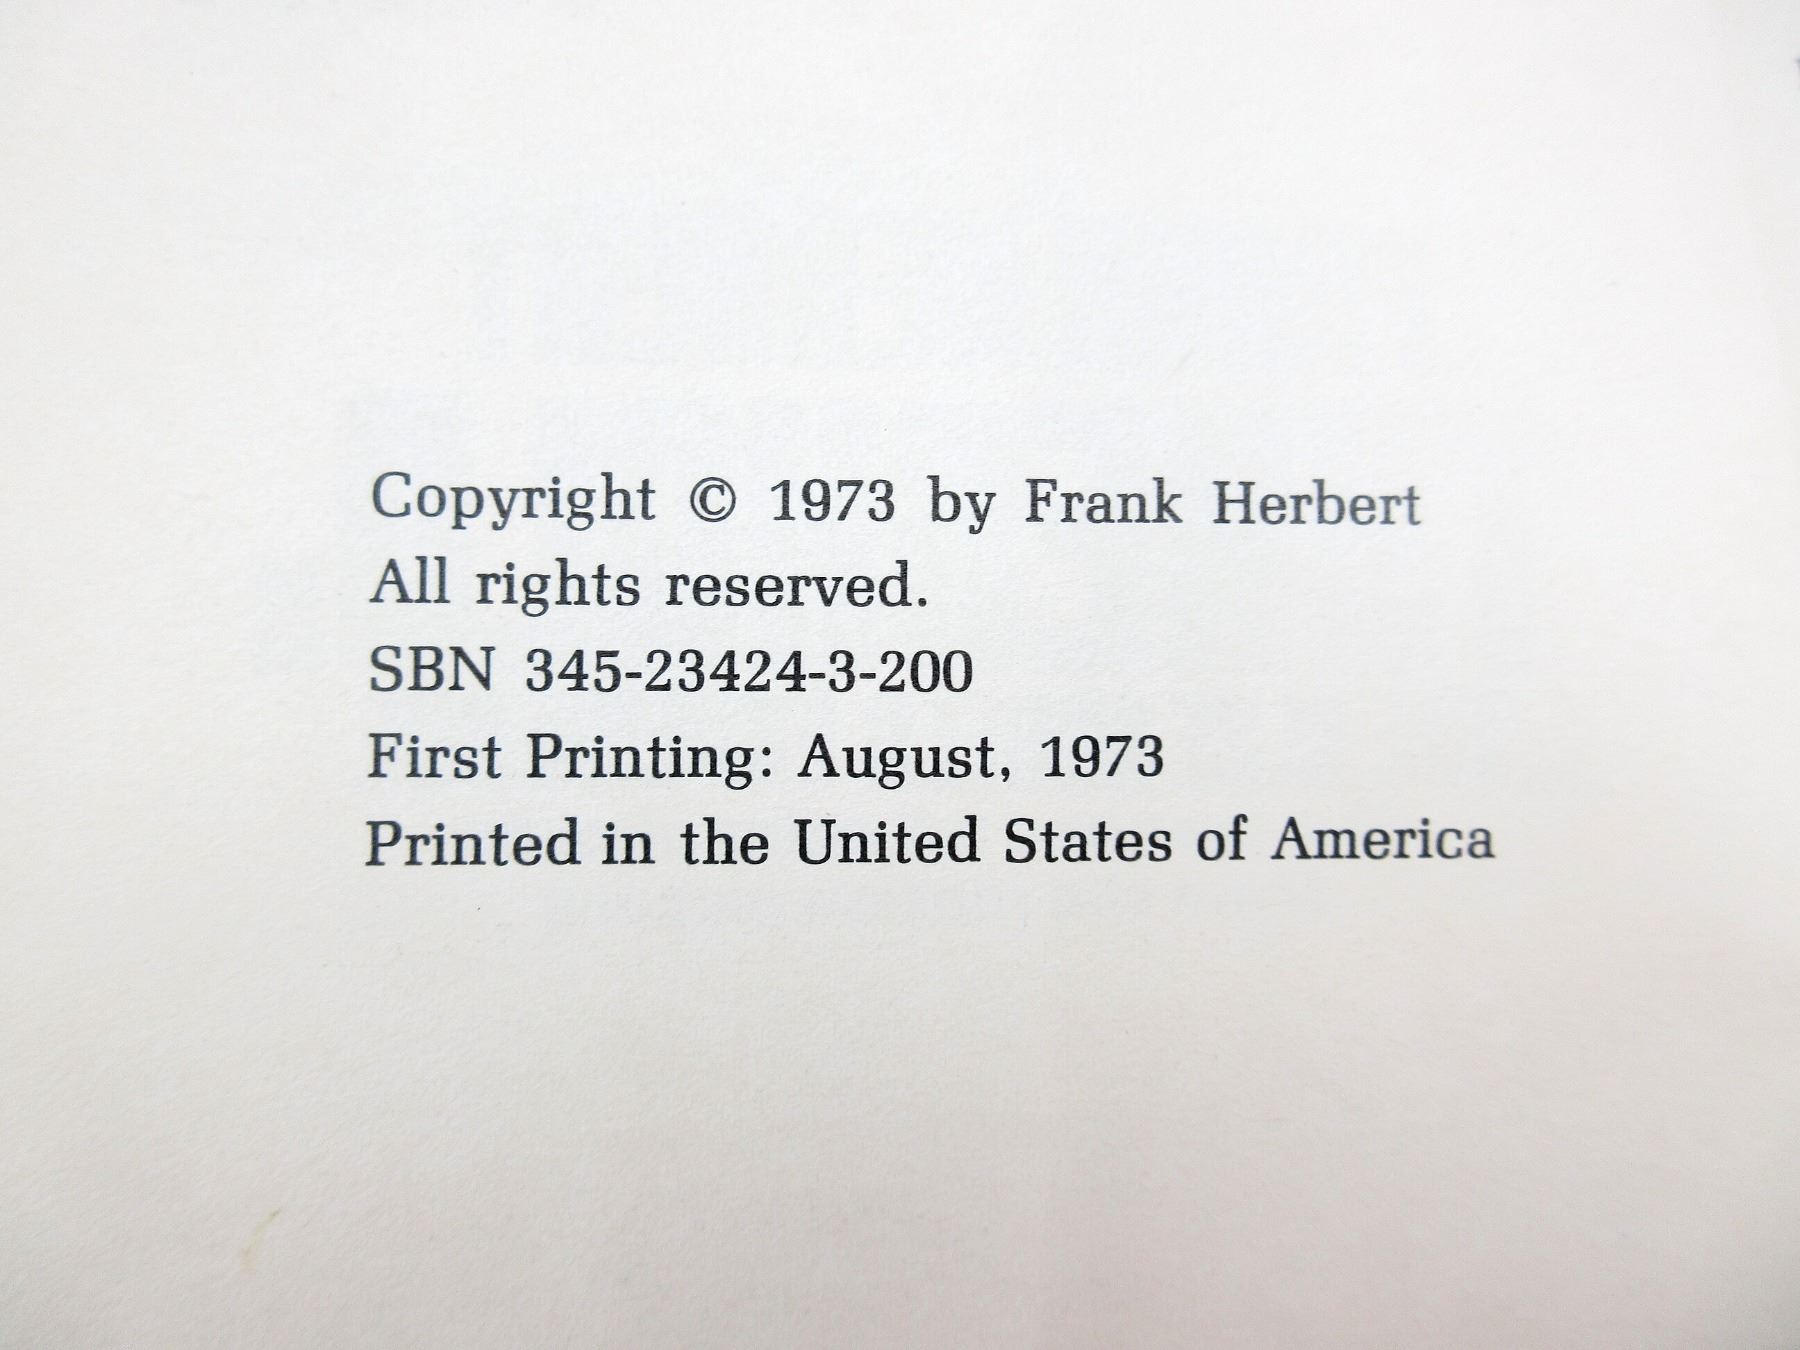 Copyright © 1973 by Frank Herbert
All rights reserved.
SBN 345-23424-3-200
First Printing: August, 1973
Printed in the United States of America